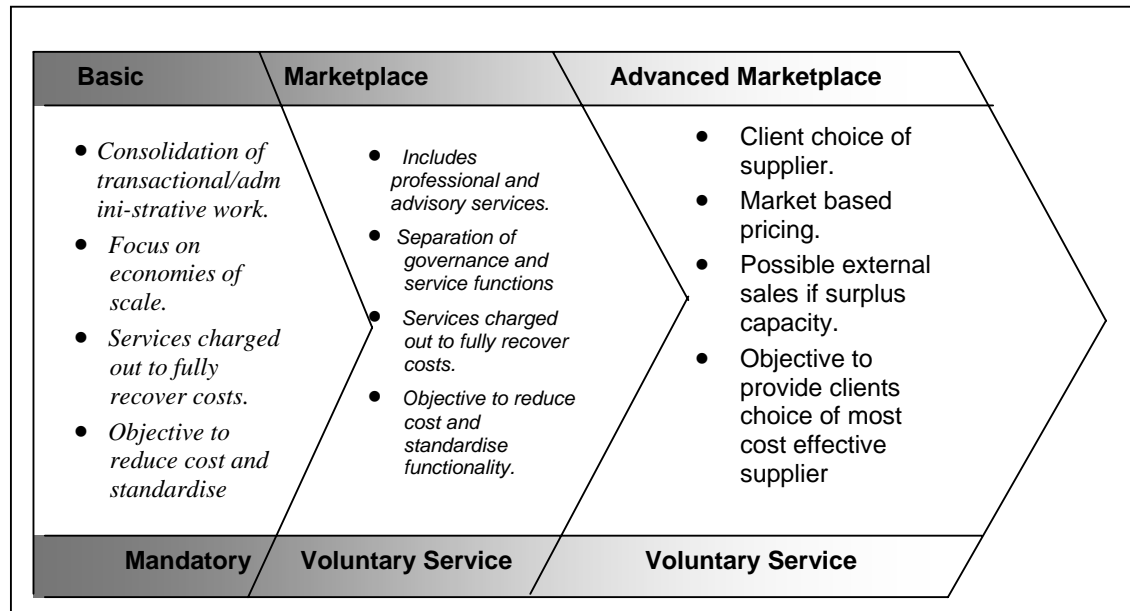 Basic
Marketplace
Advanced Marketplace
• Consolidation of
transactional/adm
ini-strative work.
• Focus on
economies of
scale.
• Services charged
out to fully
recover costs.
• Objective to
reduce cost and
standardise
• Includes
professional and
advisory services.
• Separation of
governance and
service functions
• Services charged
out to fully recover
costs.
• Objective to reduce
cost and
standardise
functionality.
• Client choice of
supplier.
• Market based
pricing.
• Possible external
sales if surplus
capacity.
• Objective to
provide clients
choice of most
cost effective
supplier
Mandatory
Voluntary Service
Voluntary Service